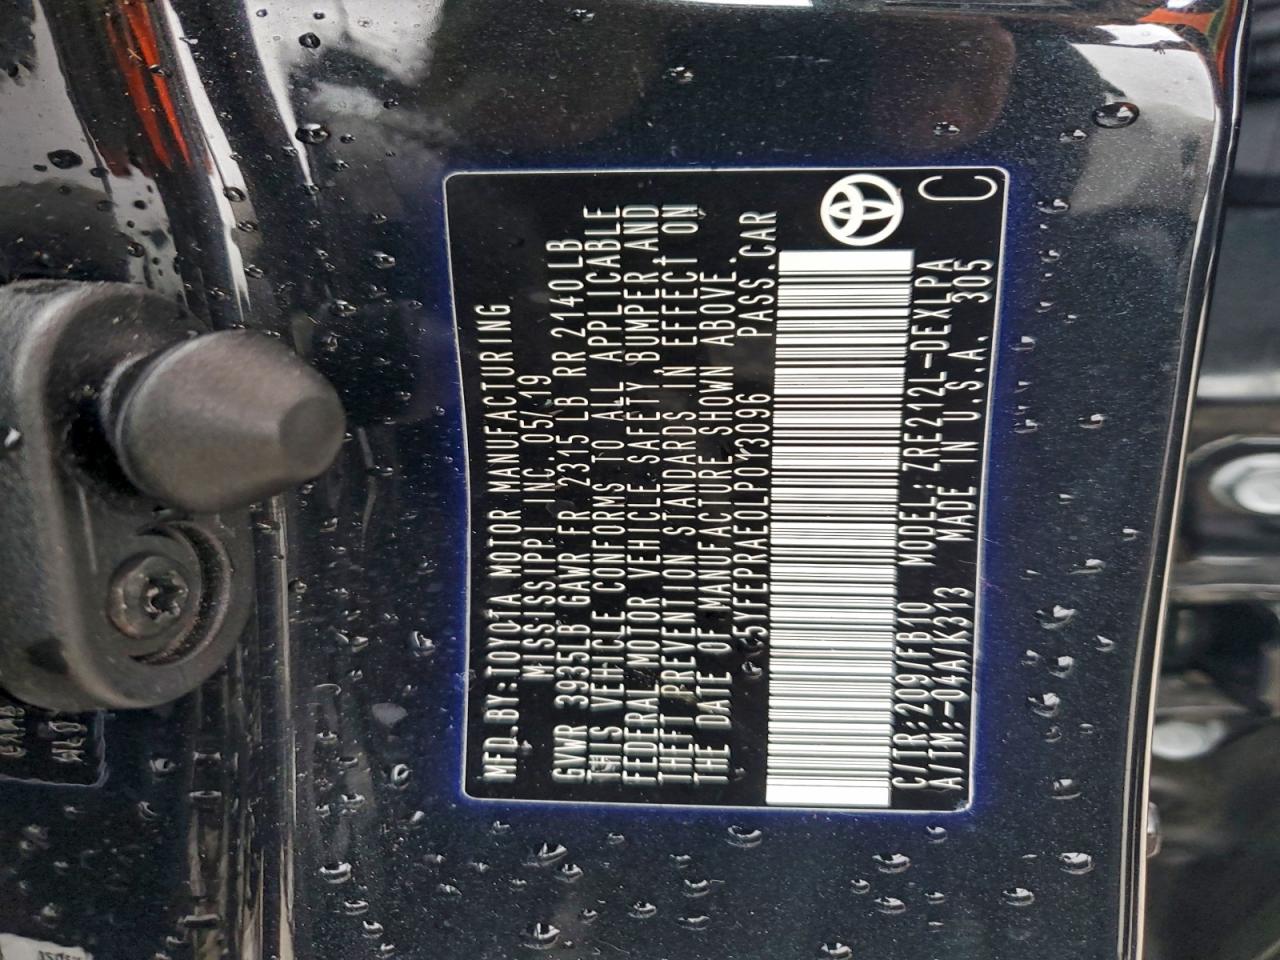 MFD.BY:TOYOTA MOTOR MANUFACTURING
MISSISSIPPI INC. 05/19
GVWR 3935LB GAWR FR 2315 LB RR 2140LB
THIS VEHICLE CONFORMS TO ALL APPLICABLE
FEDERAL MOTOR VEHICLE SAFETY,BUMPER,AND
THEFT PREVENTION STANDARDS IN EFFECT ON
THE DATE OF MANUFACTURE SHOWN ABOVE.
PASS.CAR
C/TR:209/FB10 MODEL:ZRE212L-DEXLPA
A/TM:-04A/K313 MADE IN U.S.A. 305
C